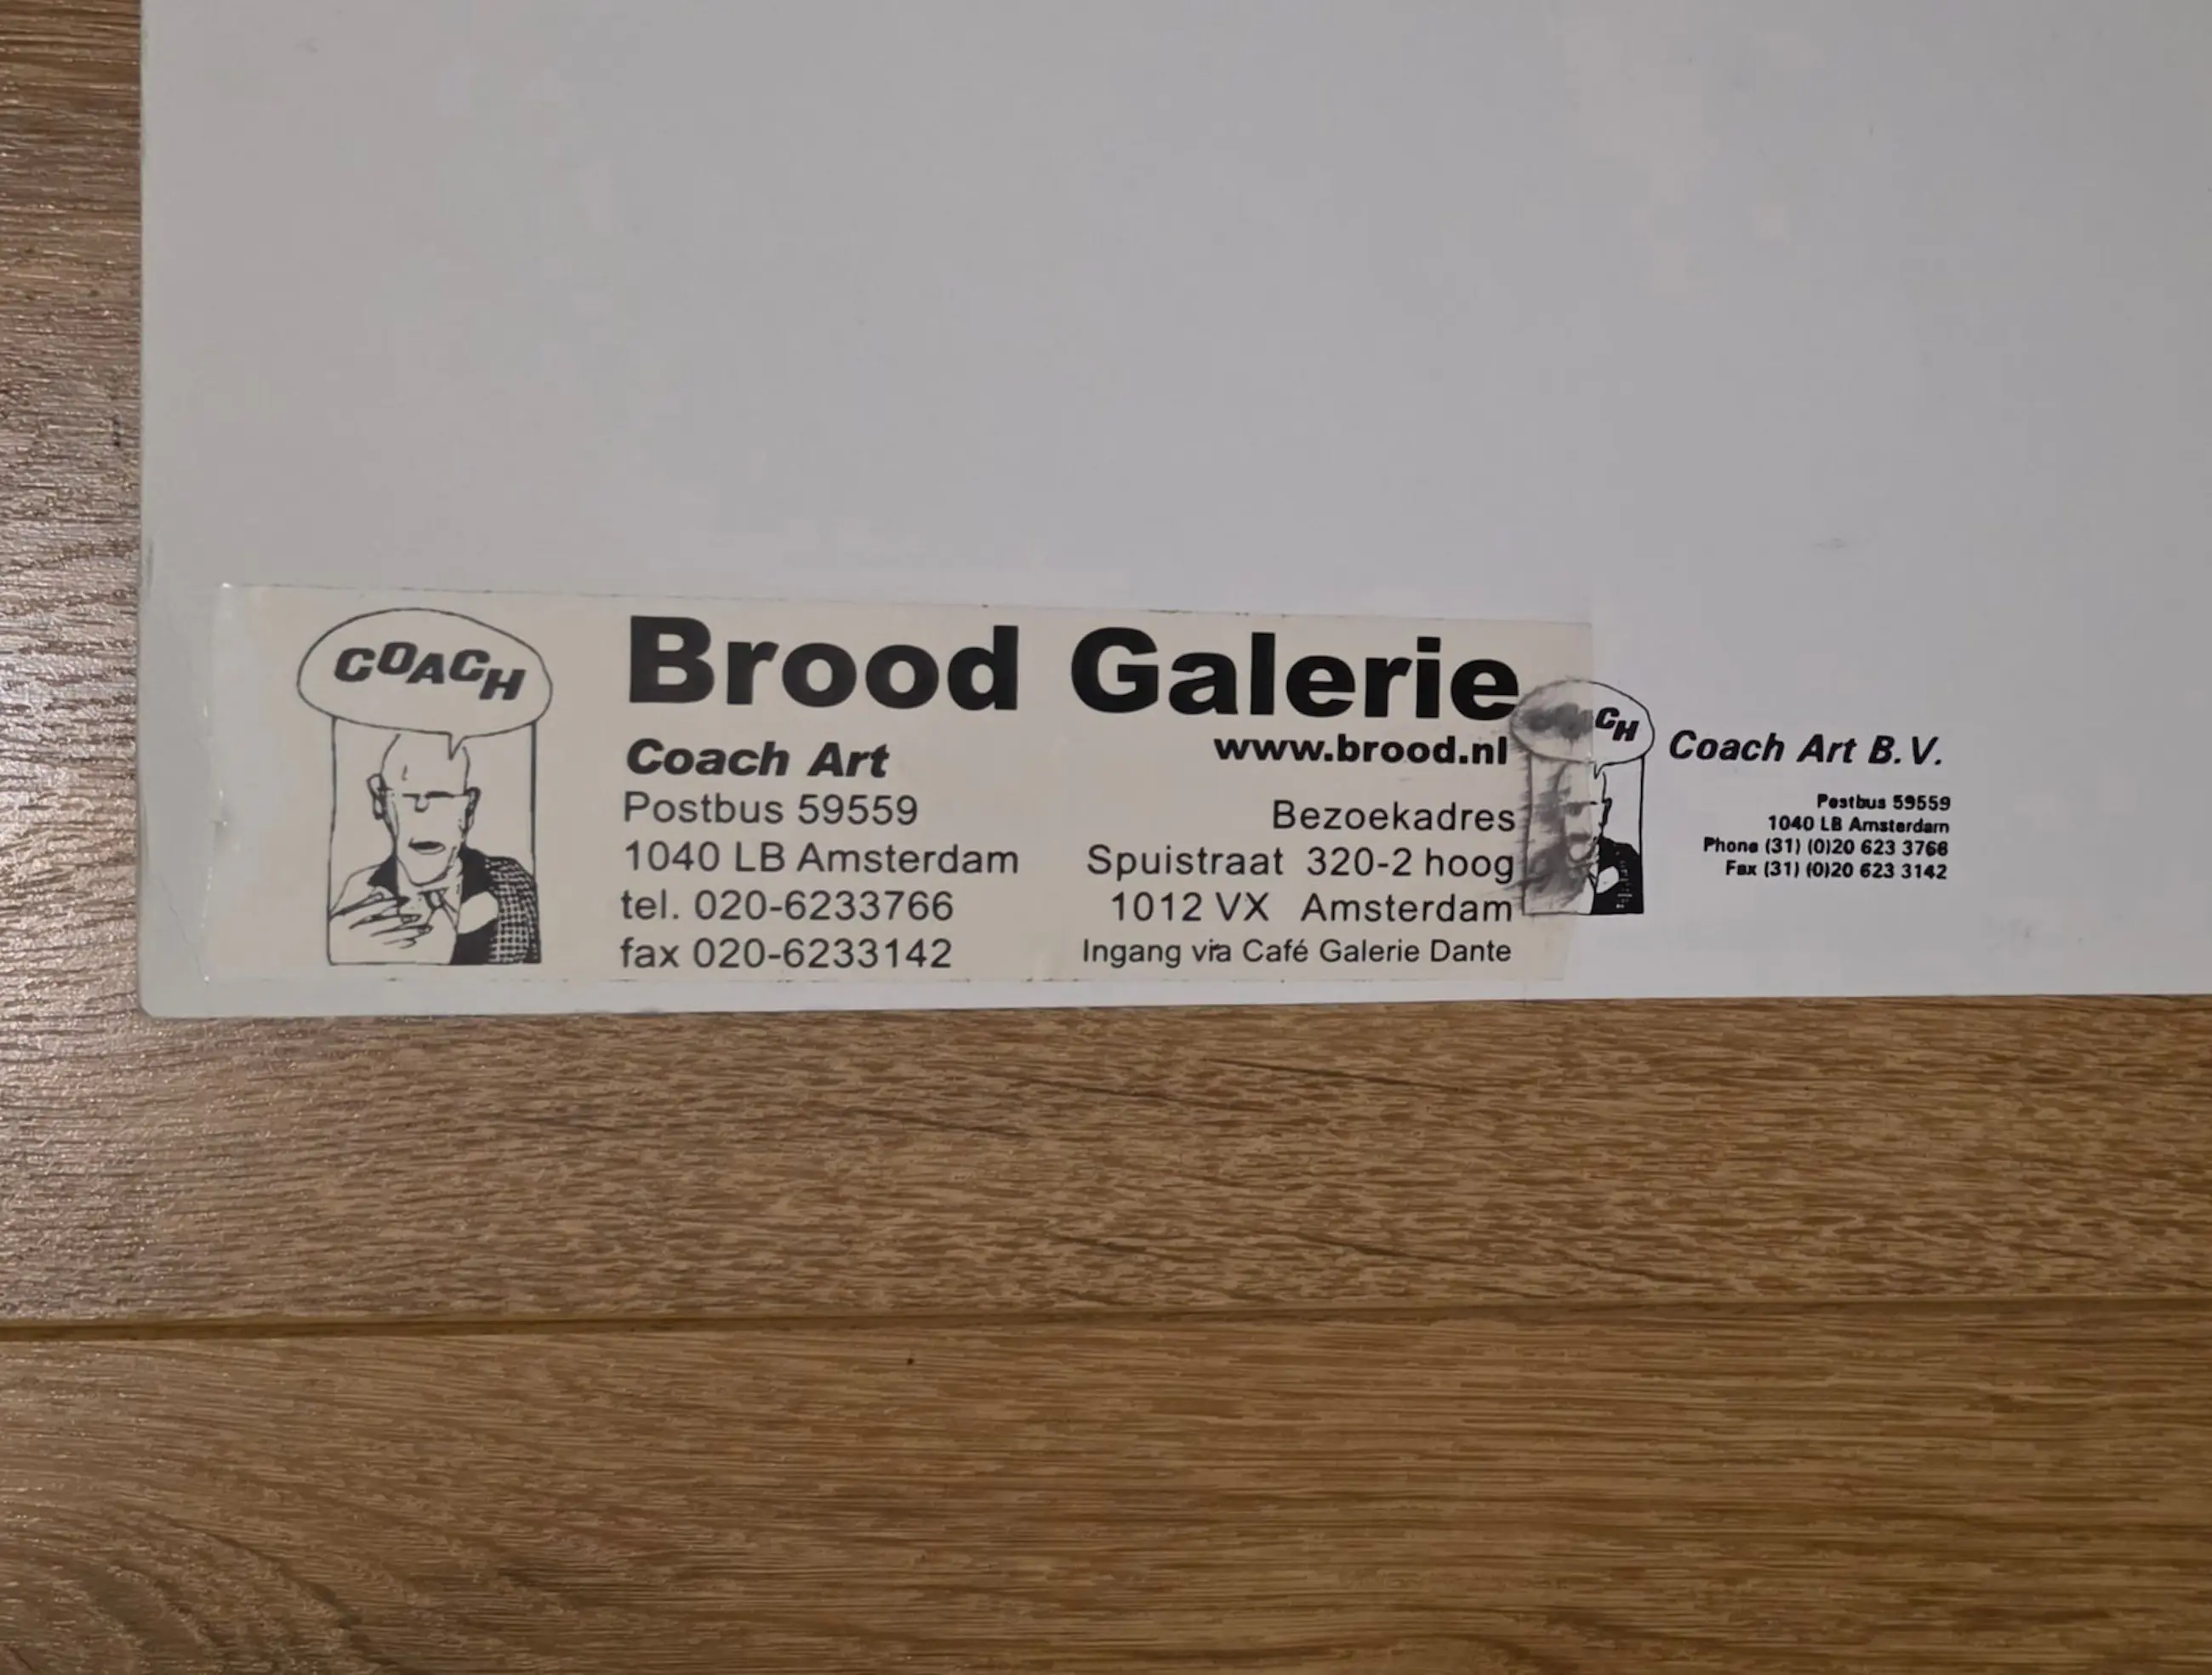 COACH
Brood Galerie
Coach Art
www.brood.nl
Postbus 59559
1040 LB Amsterdam
tel. 020-6233766
fax 020-6233142
Bezoekadres
Spuistraat 320-2 hoog
1012 VX Amsterdam
Ingang via Café Galerie Dante
CH
Coach Art B.V.
Postbus 59559
1040 LB Amsterdam
Phone (31) (0)20 623 3766
Fax (31) (0)20 623 3142